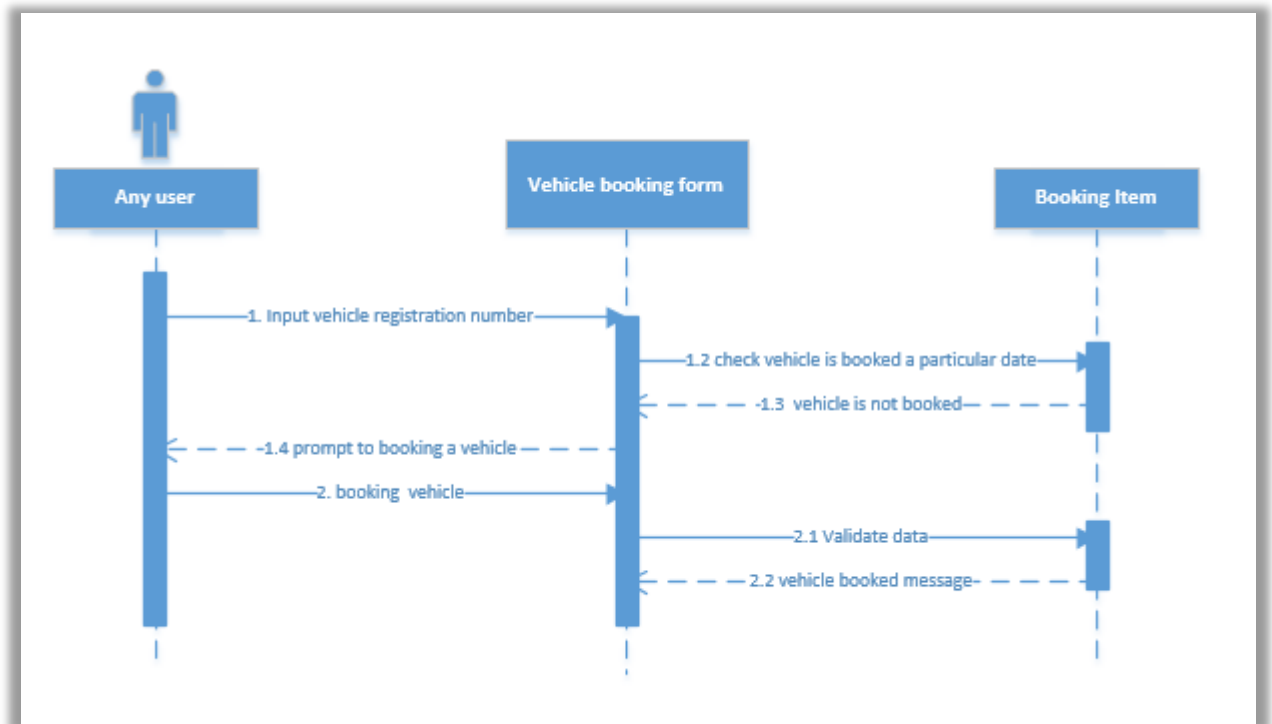 Any user
Vehicle booking form
Booking Item
1. Input vehicle registration number
1.2 check vehicle is booked a particular date
-1.3 vehicle is not booked
-1.4 prompt to booking a vehicle
2. booking vehicle
2.1 Validate data
2.2 vehicle booked message-